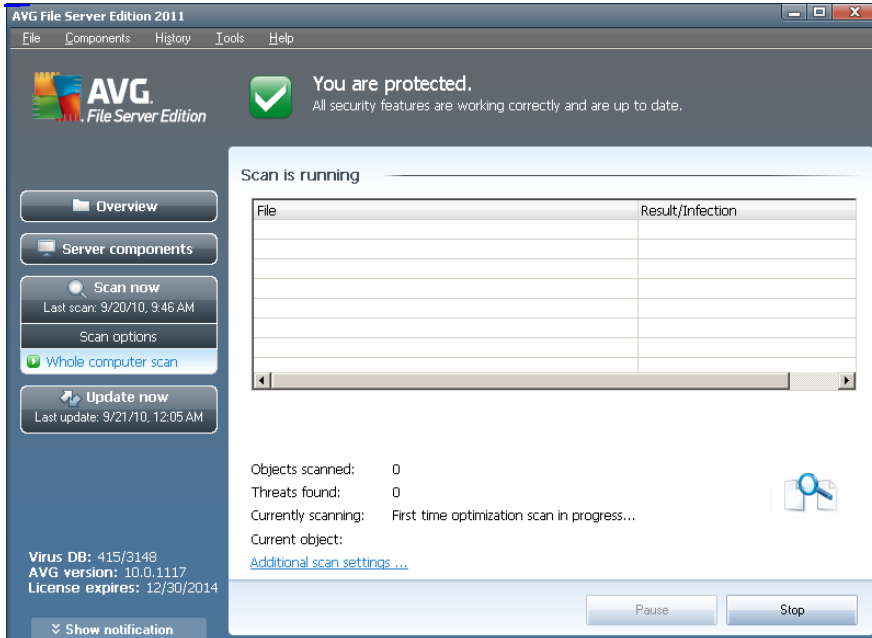 AVG File Server Edition 2011
File Components History Tools Help
AVG.
File Server Edition
You are protected.
All security features are working correctly and are up to date.
Scan is running
File Result/Infection
Overview
Server components
Scan now
Last scan: 9/20/10, 9:46 AM
Scan options
Whole computer scan
Update now
Last update: 9/21/10, 12:05 AM
Objects scanned: 0
Threats found: 0
Currently scanning: First time optimization scan in progress...
Current object:
Additional scan settings ...
Virus DB: 415/3148
AVG version: 10.0.1117
License expires: 12/30/2014
Show notification
Pause Stop